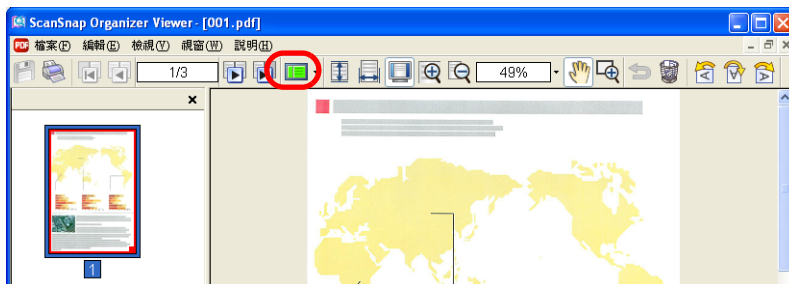 ScanSnap Organizer Viewer - [001.pdf]
PDF 檔案(F) 編輯(E) 檢視(V) 視窗(W) 說明(H)
1/3 49% A A A
1